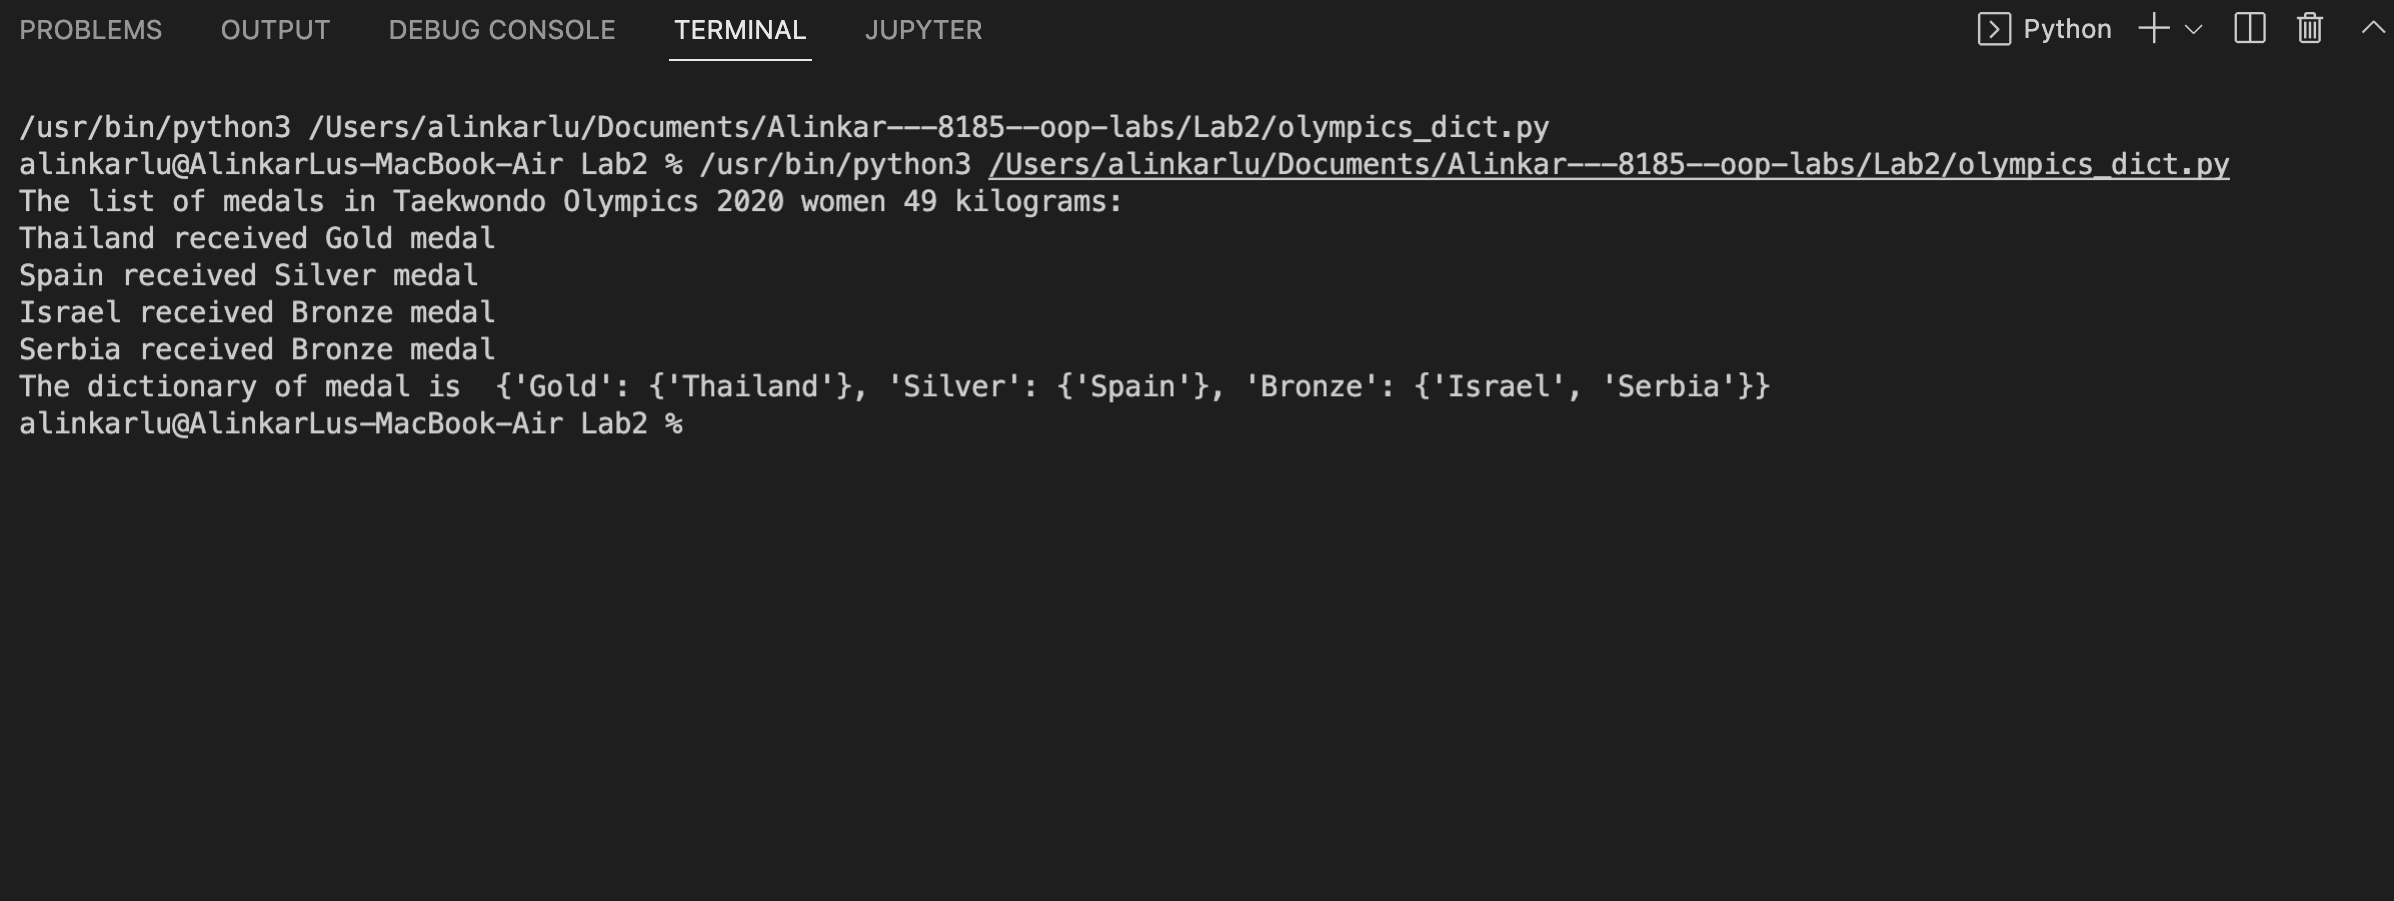 PROBLEMS OUTPUT DEBUG CONSOLE TERMINAL JUPYTER Python
/usr/bin/python3 /Users/alinkarlu/Documents/Alinkar---8185--oop-labs/Lab2/olympics_dict.py
alinkarlu@AlinkarLus-MacBook-Air Lab2 % /usr/bin/python3 /Users/alinkarlu/Documents/Alinkar---8185--oop-labs/Lab2/olympics_dict.py
The list of medals in Taekwondo Olympics 2020 women 49 kilograms:
Thailand received Gold medal
Spain received Silver medal
Israel received Bronze medal
Serbia received Bronze medal
The dictionary of medal is  {'Gold': {'Thailand'}, 'Silver': {'Spain'}, 'Bronze': {'Israel', 'Serbia'}}
alinkarlu@AlinkarLus-MacBook-Air Lab2 %